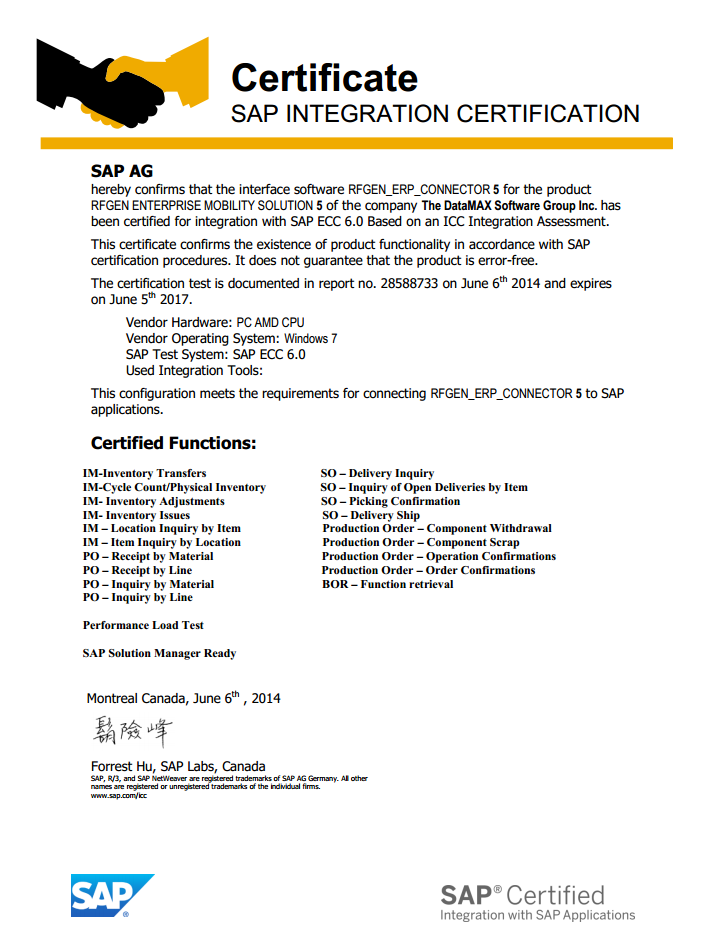 Certificate
SAP INTEGRATION CERTIFICATION
SAP AG
hereby confirms that the interface software RFGEN_ERP_CONNECTOR 5 for the product
RFGEN ENTERPRISE MOBILITY SOLUTION 5 of the company The DataMAX Software Group Inc. has
been certified for integration with SAP ECC 6.0 Based on an ICC Integration Assessment.
This certificate confirms the existence of product functionality in accordance with SAP
certification procedures. It does not guarantee that the product is error-free.
The certification test is documented in report no. 28588733 on June 6th 2014 and expires
on June 5th 2017.
Vendor Hardware: PC AMD CPU
Vendor Operating System: Windows 7
SAP Test System: SAP ECC 6.0
Used Integration Tools:
This configuration meets the requirements for connecting RFGEN_ERP_CONNECTOR 5 to SAP
applications.
Certified Functions:
IM-Inventory Transfers
IM-Cycle Count/Physical Inventory
IM- Inventory Adjustments
IM- Inventory Issues
IM – Location Inquiry by Item
IM – Item Inquiry by Location
PO – Receipt by Material
PO – Receipt by Line
PO – Inquiry by Material
PO – Inquiry by Line
Performance Load Test
SAP Solution Manager Ready
SO – Delivery Inquiry
SO – Inquiry of Open Deliveries by Item
SO – Picking Confirmation
SO – Delivery Ship
Production Order – Component Withdrawal
Production Order – Component Scrap
Production Order – Operation Confirmations
Production Order – Order Confirmations
BOR – Function retrieval
Montreal Canada, June 6th , 2014
Forrest Hu, SAP Labs, Canada
SAP, R/3, and SAP NetWeaver are registered trademarks of SAP AG Germany. All other
names are registered or unregistered trademarks of the individual firms.
www.sap.com/icc
SAP®
SAP® Certified
Integration with SAP Applications